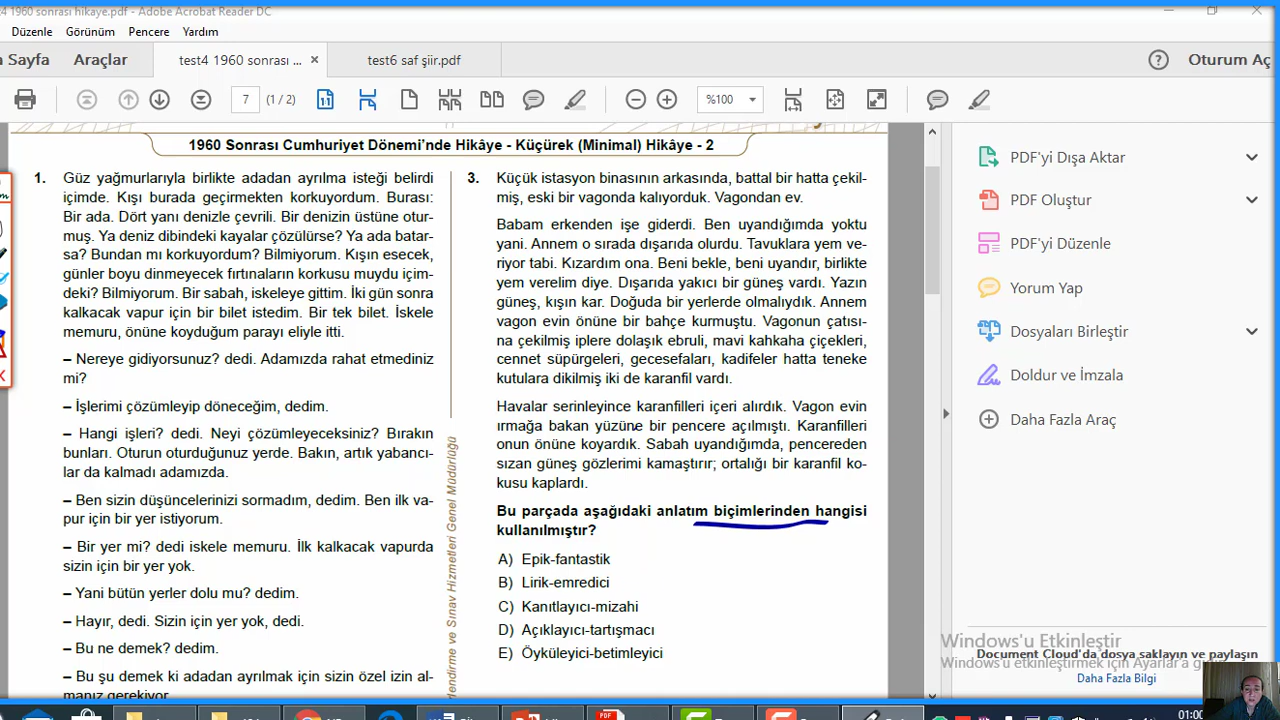 4 1960 sonrası hikaye.pdf - Adobe Acrobat Reader DC
Düzenle Görünüm Pencere Yardım
Sayfa Araçlar test4 1960 sonrası ... × test6 saf şiir.pdf Oturum Aç
7 (1 / 2) %100
1960 Sonrası Cumhuriyet Dönemi'nde Hikâye - Küçürek (Minimal) Hikâye - 2
1. Güz yağmurlarıyla birlikte adadan ayrılma isteği belirdi
içimde. Kışı burada geçirmekten korkuyordum. Burası:
Bir ada. Dört yanı denizle çevrili. Bir denizin üstüne otur-
muş. Ya deniz dibindeki kayalar çözülürse? Ya ada batar-
sa? Bundan mı korkuyordum? Bilmiyorum. Kışın esecek,
günler boyu dinmeyecek fırtınaların korkusu muydu içim-
deki? Bilmiyorum. Bir sabah, iskeleye gittim. İki gün sonra
kalkacak vapur için bir bilet istedim. Bir tek bilet. İskele
memuru, önüne koyduğum parayı eliyle itti.
– Nereye gidiyorsunuz? dedi. Adamızda rahat etmediniz
mi?
– İşlerimi çözümleyip döneceğim, dedim.
– Hangi işleri? dedi. Neyi çözümleyeceksiniz? Bırakın
bunları. Oturun oturduğunuz yerde. Bakın, artık yabancı-
lar da kalmadı adamızda.
– Ben sizin düşüncelerinizi sormadım, dedim. Ben ilk va-
pur için bir yer istiyorum.
– Bir yer mi? dedi iskele memuru. İlk kalkacak vapurda
sizin için bir yer yok.
– Yani bütün yerler dolu mu? dedim.
– Hayır, dedi. Sizin için yer yok, dedi.
– Bu ne demek? dedim.
– Bu şu demek ki adadan ayrılmak için sizin özel izin al-
manız gerekiyor.
lendirme ve Sınav Hizmetleri Genel Müdürlüğü
3. Küçük istasyon binasının arkasında, battal bir hatta çekil-
miş, eski bir vagonda kalıyorduk. Vagondan ev.
Babam erkenden işe giderdi. Ben uyandığımda yoktu
yani. Annem o sırada dışarıda olurdu. Tavuklara yem ve-
riyor tabi. Kızardım ona. Beni bekle, beni uyandır, birlikte
yem verelim diye. Dışarıda yakıcı bir güneş vardı. Yazın
güneş, kışın kar. Doğuda bir yerlerde olmalıydık. Annem
vagon evin önüne bir bahçe kurmuştu. Vagonun çatısı-
na çekilmiş iplere dolaşık ebruli, mavi kahkaha çiçekleri,
cennet süpürgeleri, gecesefaları, kadifeler hatta teneke
kutulara dikilmiş iki de karanfil vardı.
Havalar serinleyince karanfilleri içeri alırdık. Vagon evin
ırmağa bakan yüzüne bir pencere açılmıştı. Karanfilleri
onun önüne koyardık. Sabah uyandığımda, pencereden
sızan güneş gözlerimi kamaştırır; ortalığı bir karanfil ko-
kusu kaplardı.
Bu parçada aşağıdaki anlatım biçimlerinden hangisi
kullanılmıştır?
A) Epik-fantastik
B) Lirik-emredici
C) Kanıtlayıcı-mizahi
D) Açıklayıcı-tartışmacı
E) Öyküleyici-betimleyici
PDF'yi Dışa Aktar
PDF Oluştur
PDF'yi Düzenle
Yorum Yap
Dosyaları Birleştir
Doldur ve İmzala
Daha Fazla Araç
Windows'u Etkinleştir
Windows'u etkinleştirmek için Ayarlar'a
Document Cloud'da dosya saklayın ve paylaşın
Daha Fazla Bilgi